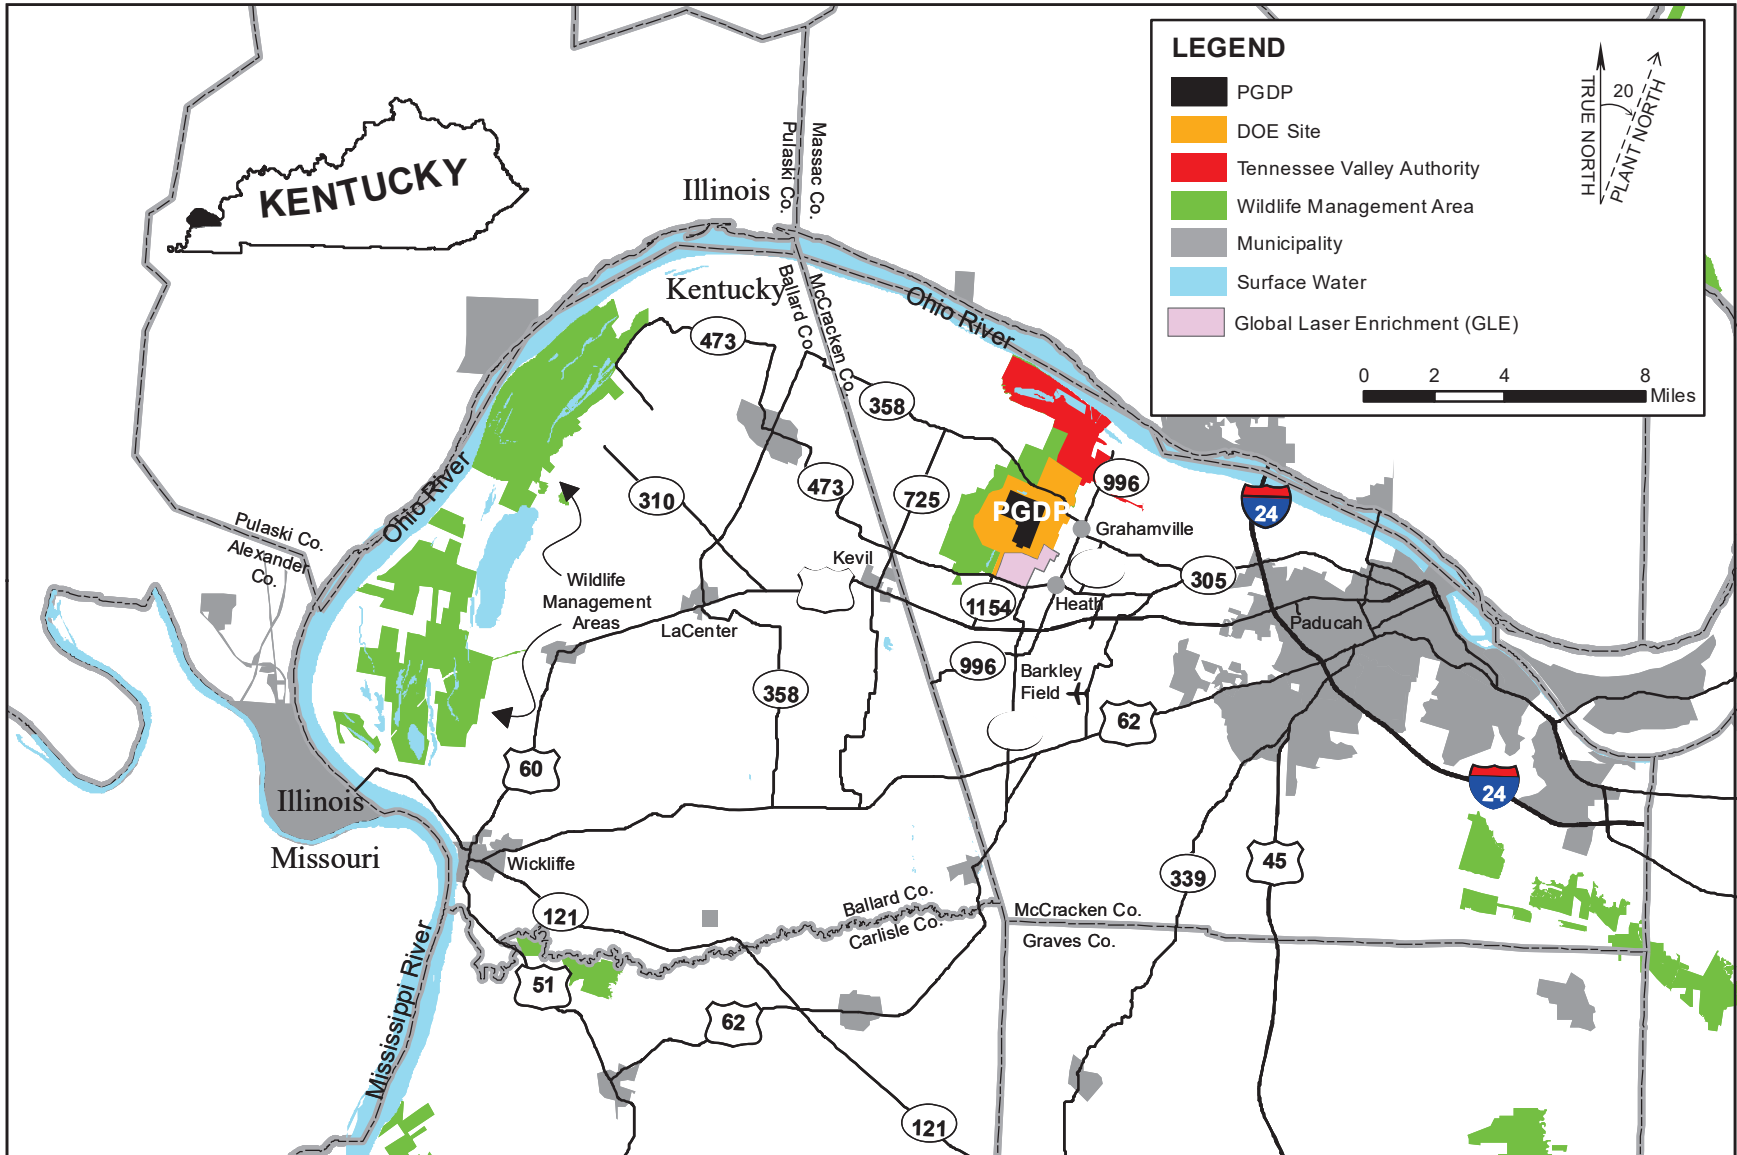 LEGEND
PGDP
DOE Site
Tennessee Valley Authority
Wildlife Management Area
Municipality
Surface Water
Global Laser Enrichment (GLE)
TRUE NORTH
20
PLANT NORTH
0 2 4 8
Miles
KENTUCKY
Pulaski Co.
Massac Co.
Illinois
Kentucky
Ballard Co.
McCracken Co.
Ohio River
473
358
Ohio River
310
473
725
996
PGDP
Grahamville
24
Pulaski Co.
Alexander
Co.
Kevil
Wildlife
Management
Areas
305
1154
Heath
LaCenter
Paducah
996
Barkley
Field
358
62
60
24
Illinois
Missouri
Wickliffe
339
45
121
Ballard Co.
Carlisle Co.
McCracken Co.
Graves Co.
Mississippi River
51
62
121